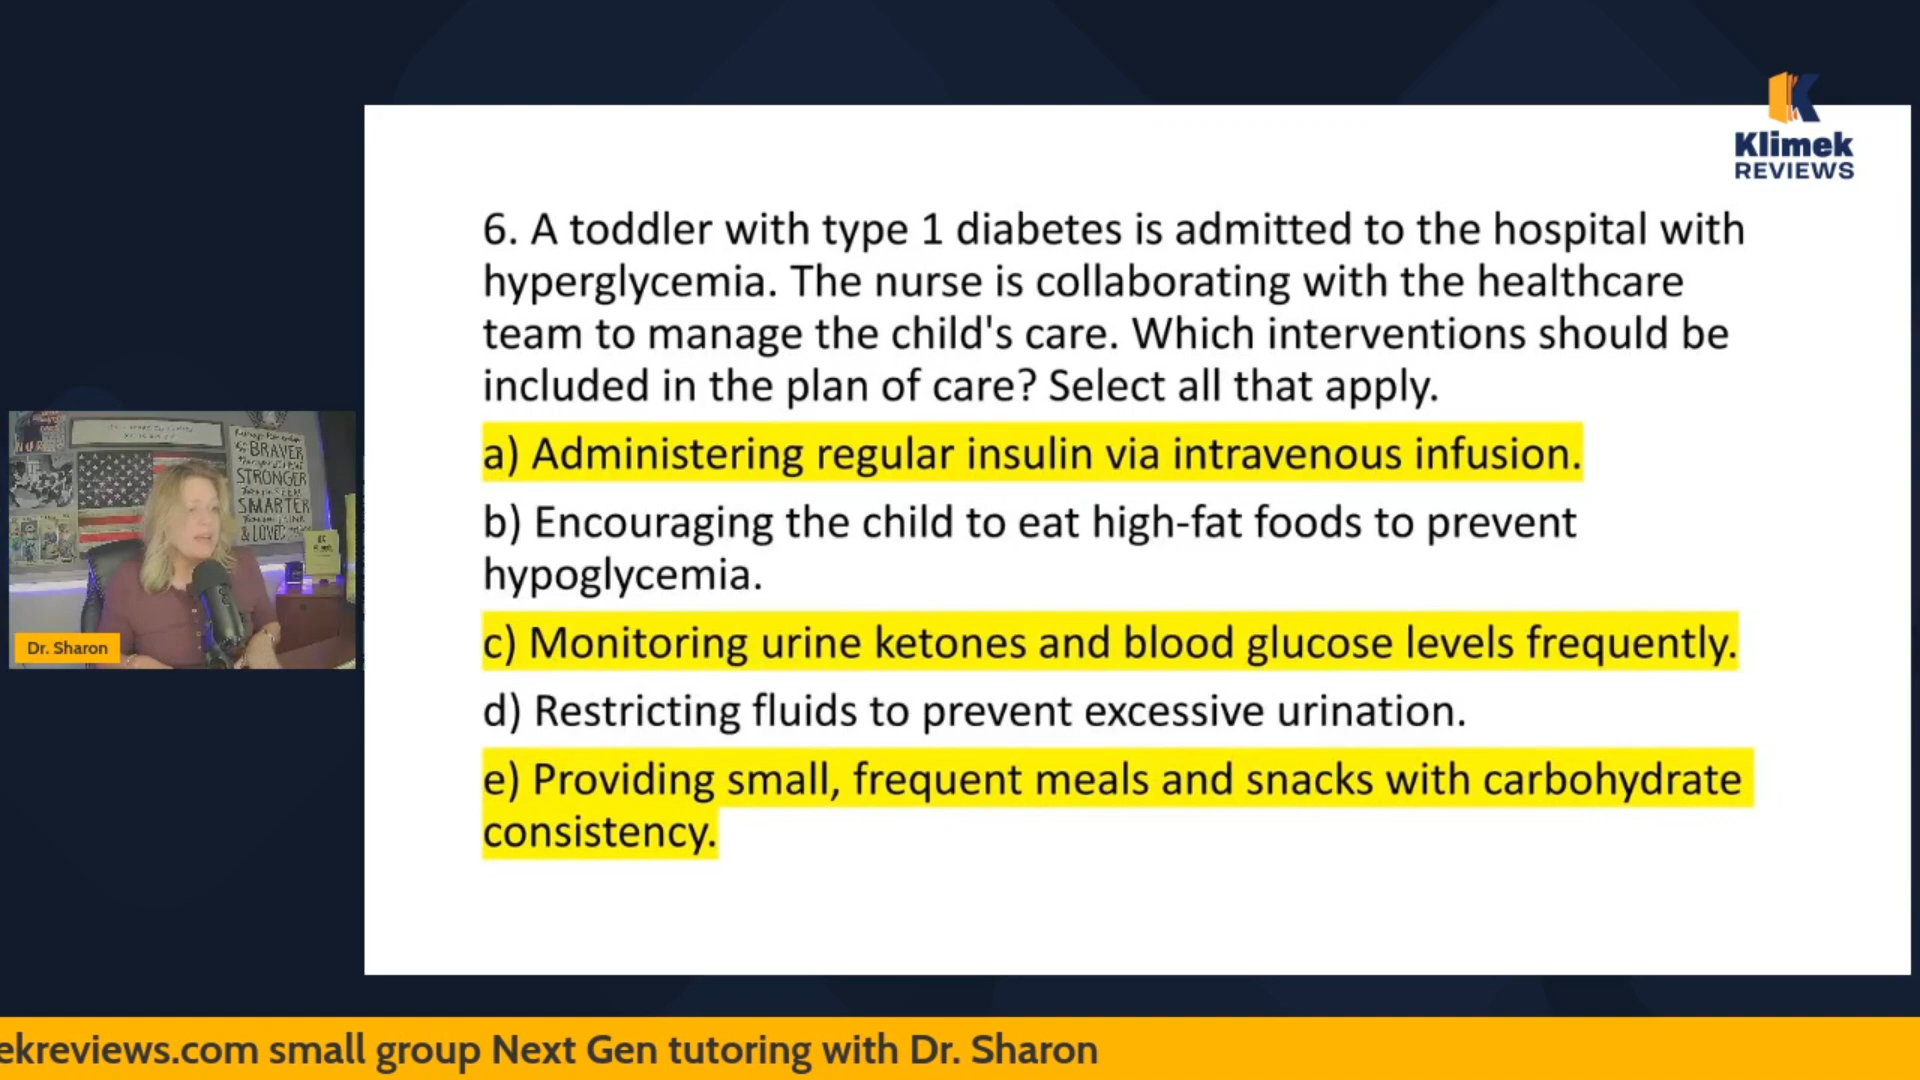 Klimek
REVIEWS
6. A toddler with type 1 diabetes is admitted to the hospital with
hyperglycemia. The nurse is collaborating with the healthcare
team to manage the child's care. Which interventions should be
included in the plan of care? Select all that apply.
a) Administering regular insulin via intravenous infusion.
b) Encouraging the child to eat high-fat foods to prevent
hypoglycemia.
c) Monitoring urine ketones and blood glucose levels frequently.
d) Restricting fluids to prevent excessive urination.
e) Providing small, frequent meals and snacks with carbohydrate
consistency.
BRAVER
STRONGER
SMARTER
& LOVED
Dr. Sharon
ekreviews.com small group Next Gen tutoring with Dr. Sharon